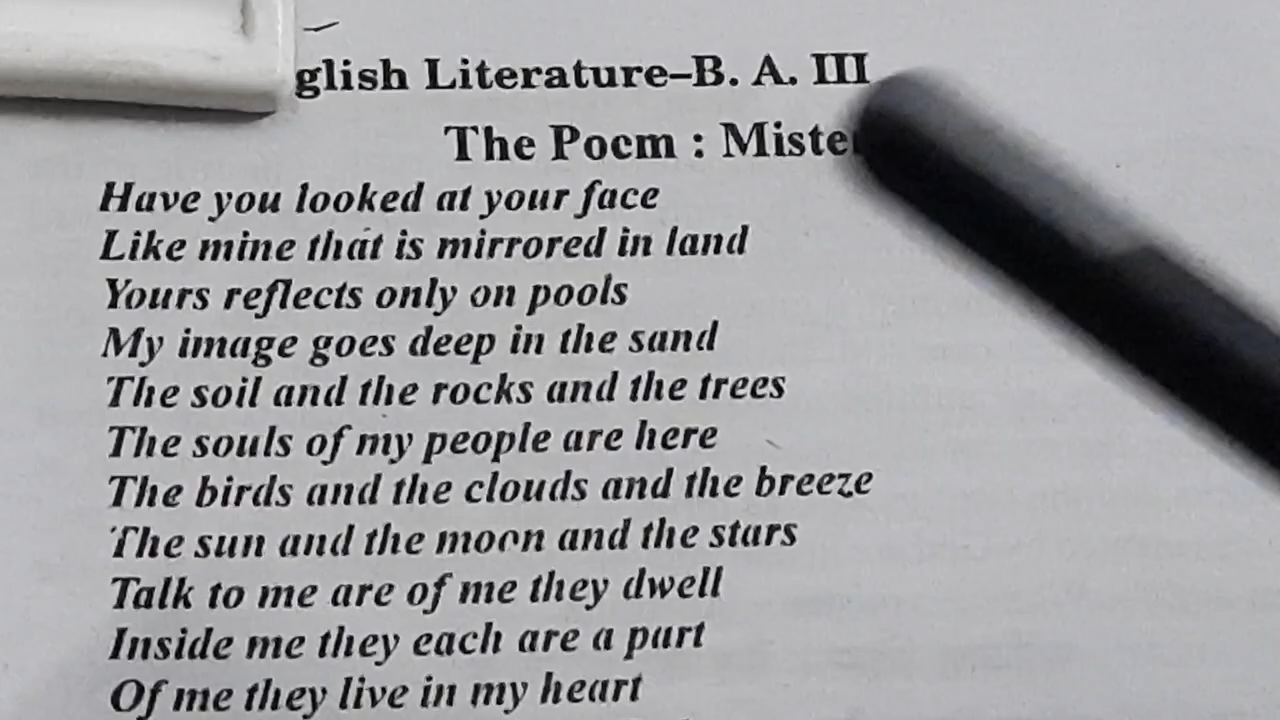 glish Literature–B. A. III
The Poem : Miste
Have you looked at your face
Like mine that is mirrored in land
Yours reflects only on pools
My image goes deep in the sand
The soil and the rocks and the trees
The souls of my people are here
The birds and the clouds and the breeze
The sun and the moon and the stars
Talk to me are of me they dwell
Inside me they each are a part
Of me they live in my heart